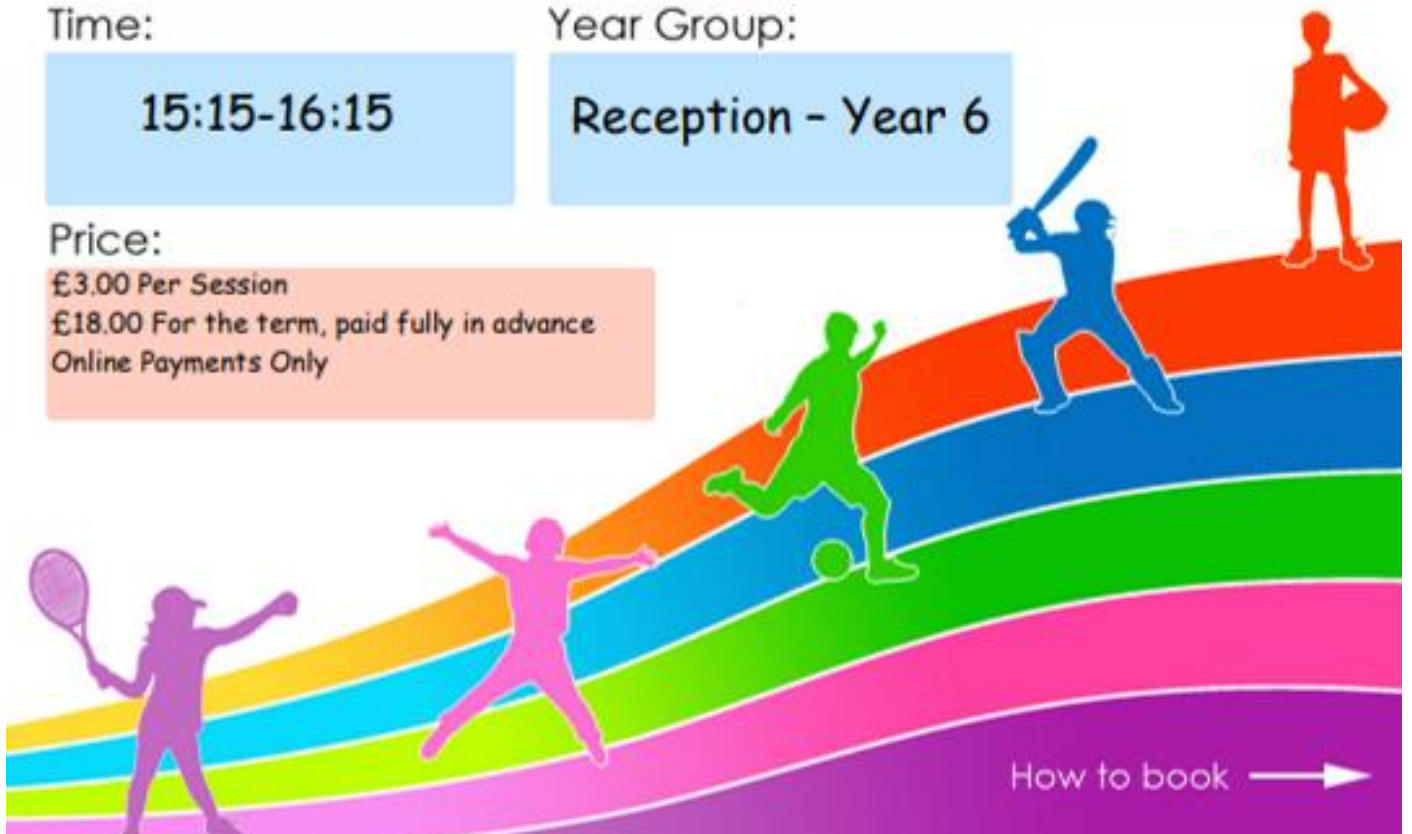 Time:
Year Group:
15:15-16:15
Reception – Year 6
Price:
£3.00 Per Session
£18.00 For the term, paid fully in advance
Online Payments Only
How to book